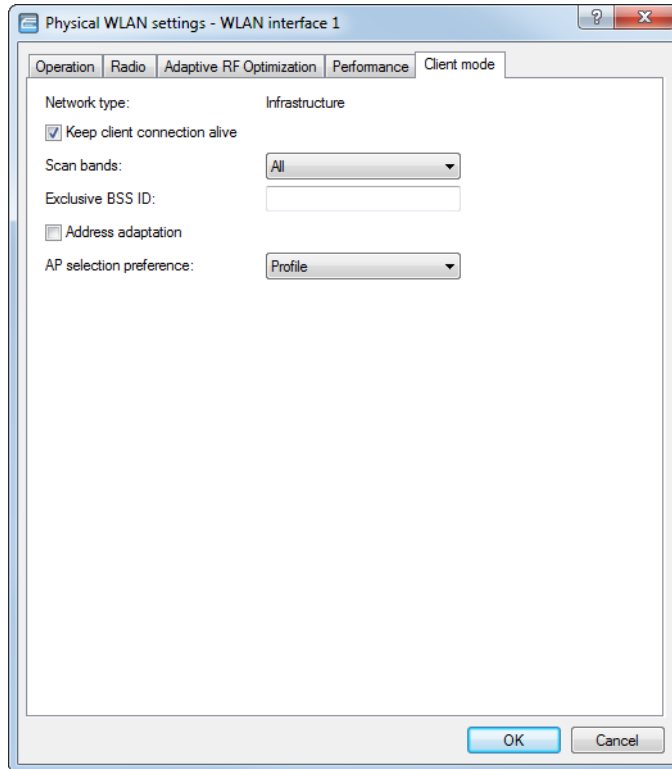 Physical WLAN settings - WLAN interface 1
Operation Radio Adaptive RF Optimization Performance Client mode
Network type: Infrastructure
Keep client connection alive
Scan bands: All
Exclusive BSS ID:
Address adaptation
AP selection preference: Profile
OK Cancel